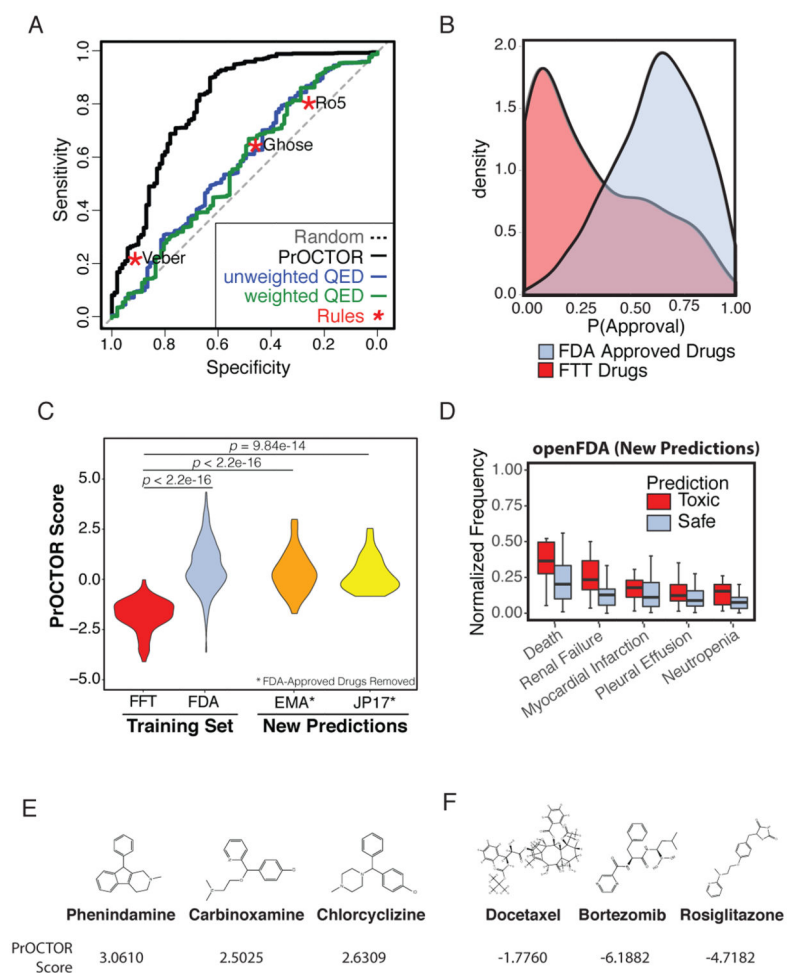 A
Sensitivity
1.0
0.8
0.6
0.4
0.2
0.0
Ro5
Ghose
Veber
Random
PrOCTOR
unweighted QED
weighted QED
Rules
1.0 0.8 0.6 0.4 0.2 0.0
Specificity
B
density
2.0
1.5
1.0
0.5
0.0
0.00 0.25 0.50 0.75 1.00
P(Approval)
FDA Approved Drugs
FTT Drugs
C
PrOCTOR Score
5.0
2.5
0.0
−2.5
−5.0
p = 9.84e-14
p < 2.2e-16
p < 2.2e-16
* FDA-Approved Drugs Removed
FFT FDA EMA* JP17*
Training Set New Predictions
D
openFDA (New Predictions)
Normalized Frequency
1.00
0.75
0.50
0.25
0.00
Prediction
Toxic
Safe
Death
Renal Failure
Myocardial Infarction
Pleural Effusion
Neutropenia
E
Phenindamine Carbinoxamine Chlorcyclizine
PrOCTOR
Score
3.0610 2.5025 2.6309
F
Docetaxel Bortezomib Rosiglitazone
-1.7760 -6.1882 -4.7182